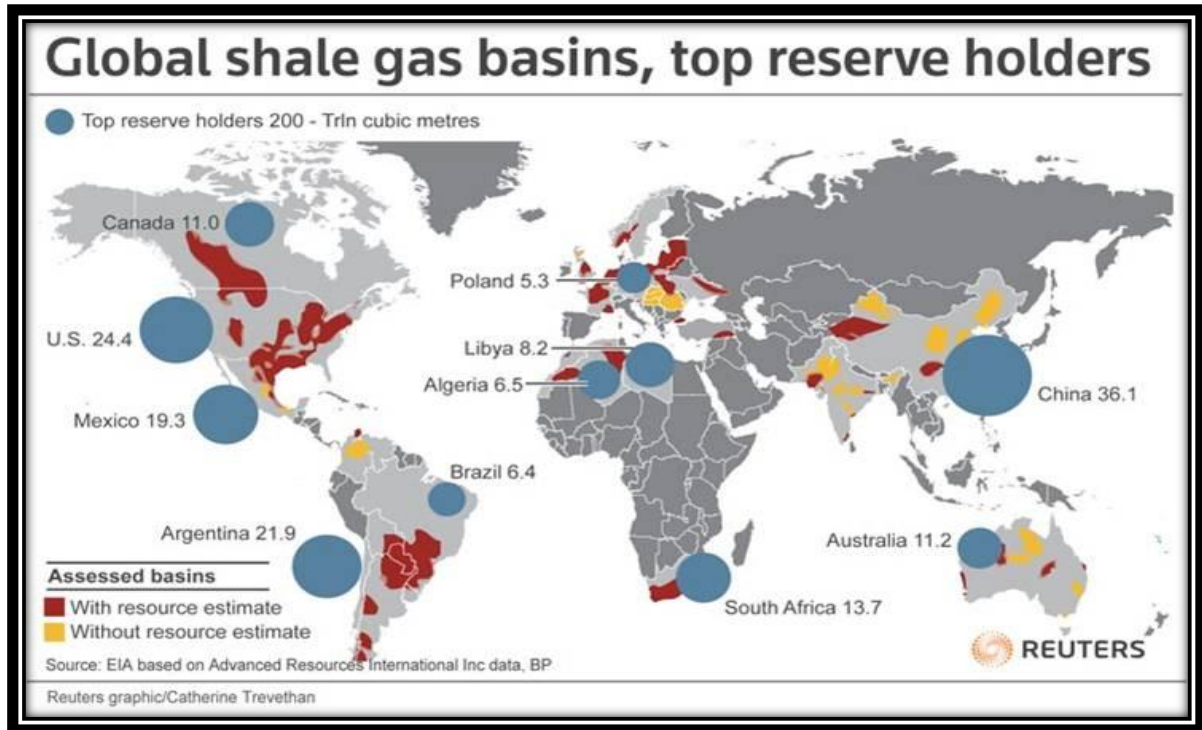 Global shale gas basins, top reserve holders
Top reserve holders 200 - Trln cubic metres
Canada 11.0
Poland 5.3
U.S. 24.4
Libya 8.2
Algeria 6.5
China 36.1
Mexico 19.3
Brazil 6.4
Argentina 21.9
Australia 11.2
South Africa 13.7
Assessed basins
With resource estimate
Without resource estimate
REUTERS
Source: EIA based on Advanced Resources International Inc data, BP
Reuters graphic/Catherine Trevethan